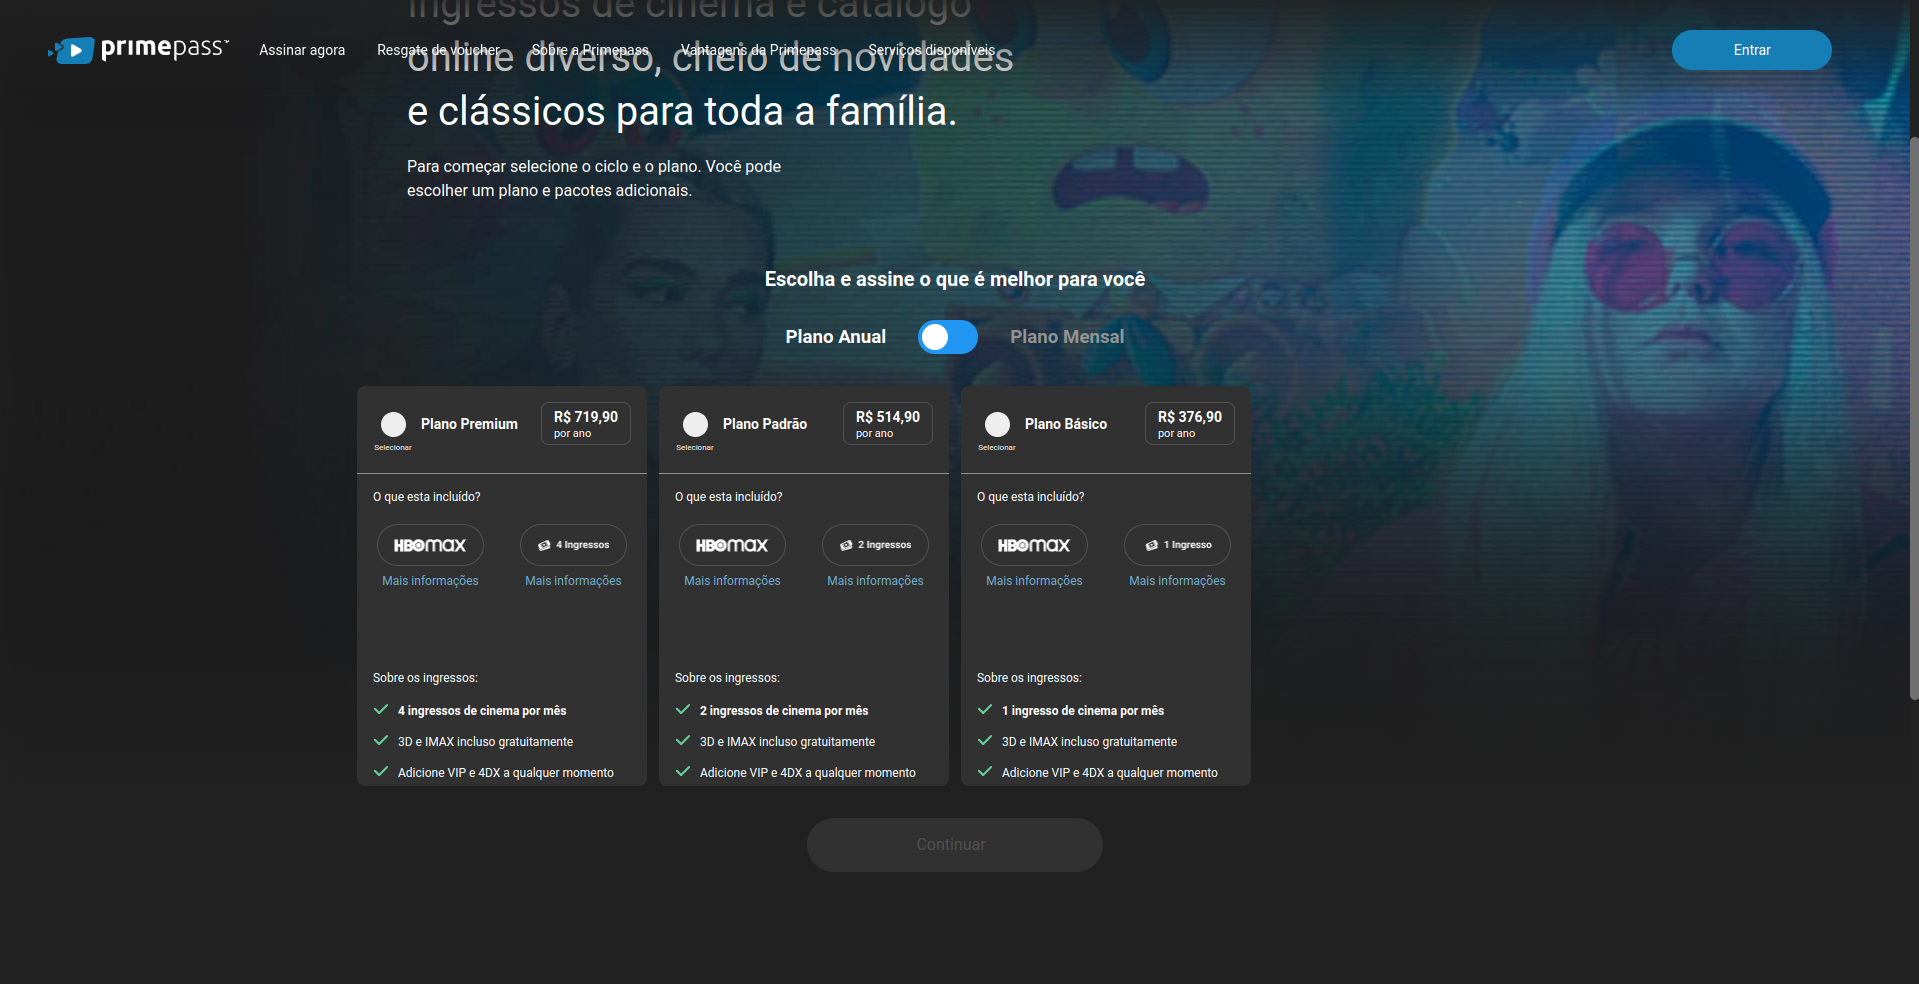 ingressos de cinema e catálogo
primepass
Assinar agora
Resgate de voucher
Sobre a Primepass
Vantagens da Primepass
Serviços disponíveis
Entrar
online diverso, cheio de novidades
e clássicos para toda a família.
Para começar selecione o ciclo e o plano. Você pode
escolher um plano e pacotes adicionais.
Escolha e assine o que é melhor para você
Plano Anual
Plano Mensal
Selecionar
Plano Premium
R$ 719,90
por ano
O que esta incluído?
HBOmax
4 Ingressos
Mais informações
Mais informações
Sobre os ingressos:
4 ingressos de cinema por mês
3D e IMAX incluso gratuitamente
Adicione VIP e 4DX a qualquer momento
Selecionar
Plano Padrão
R$ 514,90
por ano
O que esta incluído?
HBOmax
2 Ingressos
Mais informações
Mais informações
Sobre os ingressos:
2 ingressos de cinema por mês
3D e IMAX incluso gratuitamente
Adicione VIP e 4DX a qualquer momento
Selecionar
Plano Básico
R$ 376,90
por ano
O que esta incluído?
HBOmax
1 Ingresso
Mais informações
Mais informações
Sobre os ingressos:
1 ingresso de cinema por mês
3D e IMAX incluso gratuitamente
Adicione VIP e 4DX a qualquer momento
Continuar